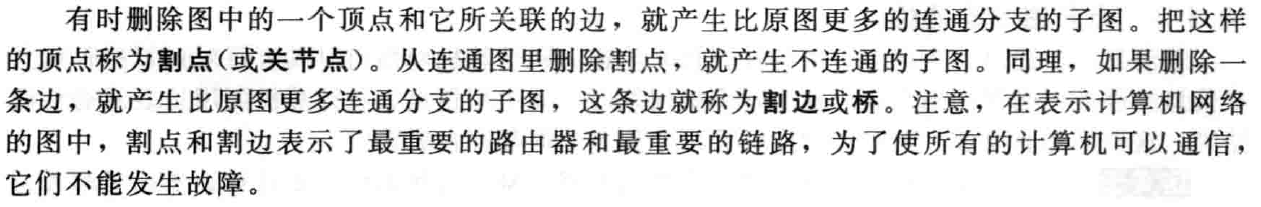 有时删除图中的一个顶点和它所关联的边，就产生比原图更多的连通分支的子图。把这样
的顶点称为割点(或关节点)。从连通图里删除割点，就产生不连通的子图。同理，如果删除一
条边，就产生比原图更多连通分支的子图，这条边就称为割边或桥。注意，在表示计算机网络
的图中，割点和割边表示了最重要的路由器和最重要的链路，为了使所有的计算机可以通信，
它们不能发生故障。